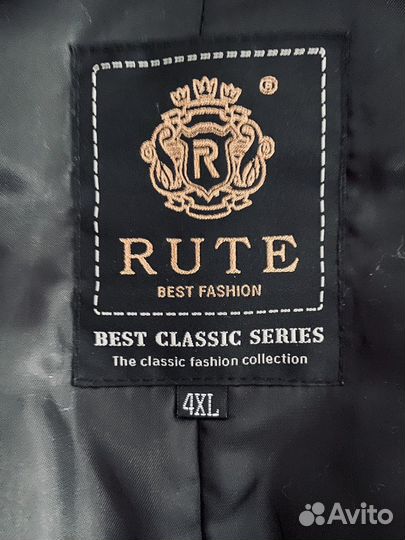 R
RUTE
BEST FASHION
BEST CLASSIC SERIES
The classic fashion collection
4XL
Avito